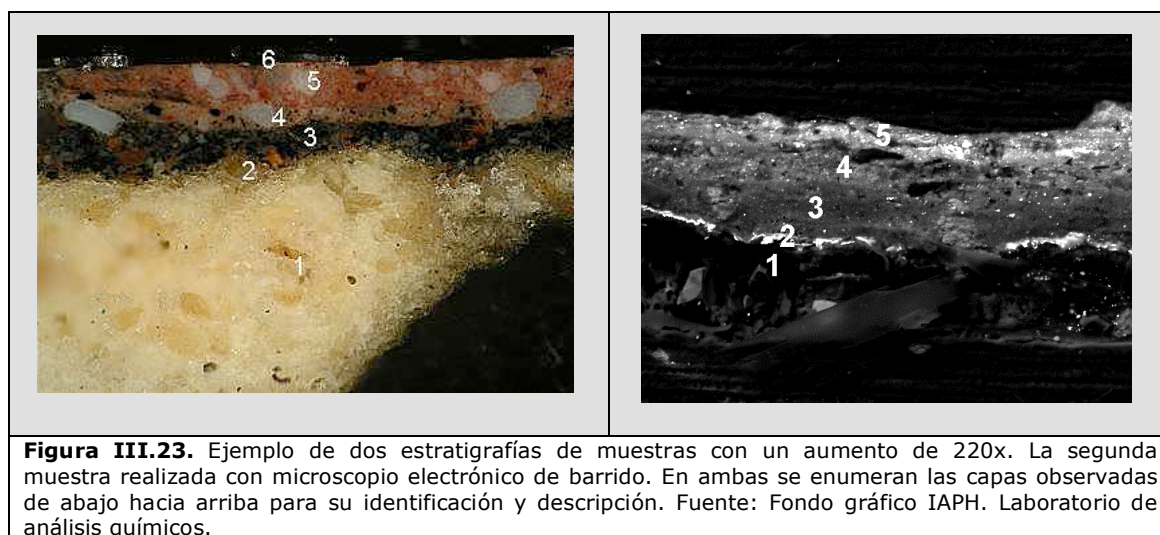 6
5
4
3
2
1
5
4
3
2
1
Figura III.23. Ejemplo de dos estratigrafías de muestras con un aumento de 220x. La segunda
muestra realizada con microscopio electrónico de barrido. En ambas se enumeran las capas observadas
de abajo hacia arriba para su identificación y descripción. Fuente: Fondo gráfico IAPH. Laboratorio de
análisis químicos.